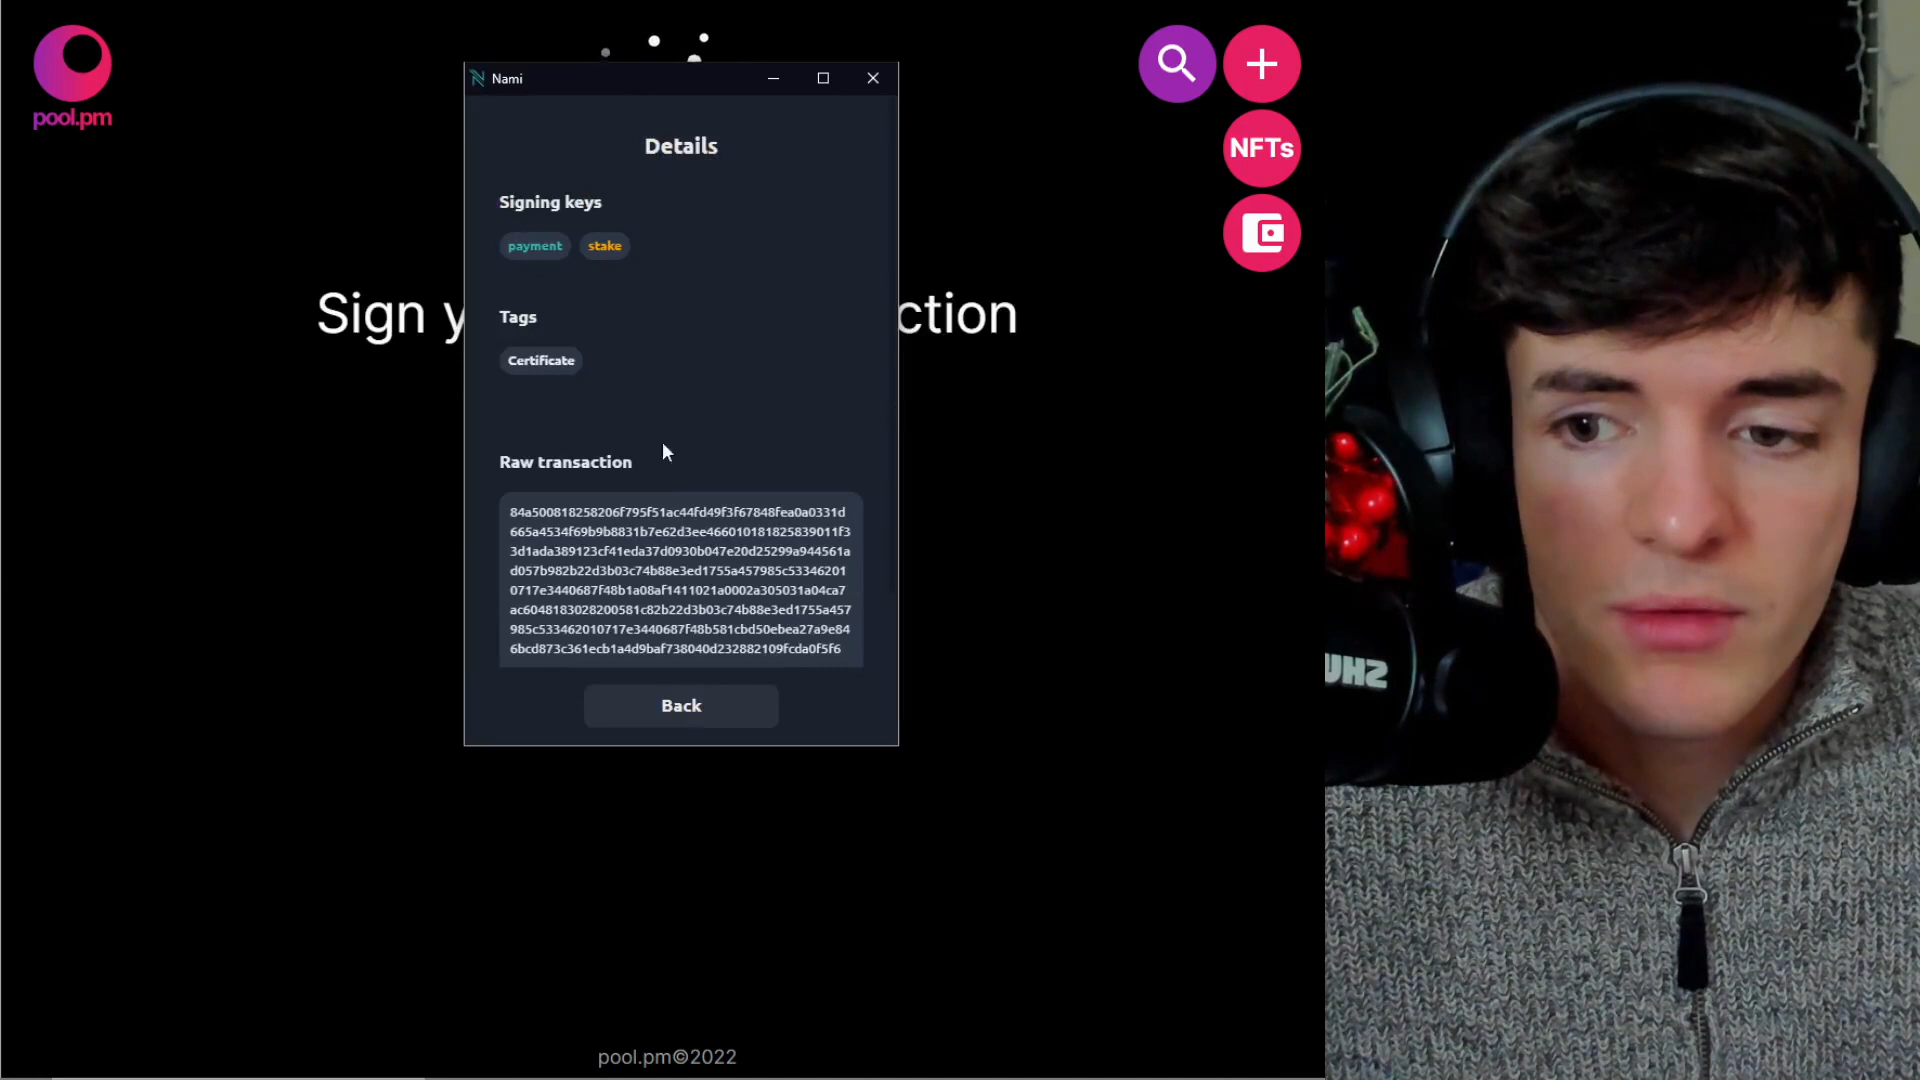 pool.pm
Nami
NFTs
Sign y
ction
Details
Signing keys
payment stake
Tags
Certificate
Raw transaction
84a500818258206f795f51ac44fd49f3f67848fea0a0331d
665a4534f69b9b8831b7e62d3ee466010181825839011f3
3d1ada389123cf41eda37d0930b047e20d25299a944561a
d057b982b22d3b03c74b88e3ed1755a457985c53346201
0717e3440687f48b1a08af1411021a0002a305031a04ca7
ac6048183028200581c82b22d3b03c74b88e3ed1755a457
985c533462010717e3440687f48b581cbd50ebea27a9e84
6bcd873c361ecb1a4d9baf738040d232882109fcda0f5f6
Back
SHU
pool.pm©2022